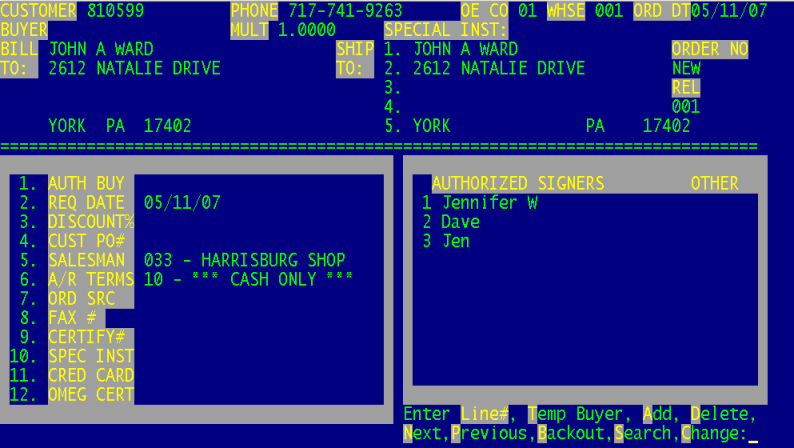 CUSTOMER 810599 PHONE 717-741-9263 OE CO 01 WHSE 001 ORD DT05/11/07
BUYER MULT 1.0000 SPECIAL INST:
BILL JOHN A WARD SHIP 1. JOHN A WARD ORDER NO
TO: 2612 NATALIE DRIVE TO: 2. 2612 NATALIE DRIVE NEW
3. REL
4. 001
YORK PA 17402 5. YORK PA 17402
===============================================================================
1. AUTH BUY AUTHORIZED SIGNERS OTHER
2. REQ DATE 05/11/07 1 Jennifer W
3. DISCOUNT% 2 Dave
4. CUST PO# 3 Jen
5. SALESMAN 033 - HARRISBURG SHOP
6. A/R TERMS 10 - *** CASH ONLY ***
7. ORD SRC
8. FAX #
9. CERTIFY#
10. SPEC INST
11. CRED CARD
12. OMEG CERT
Enter Line#, Temp Buyer, Add, Delete,
Next,Previous,Backout,Search,Change:_